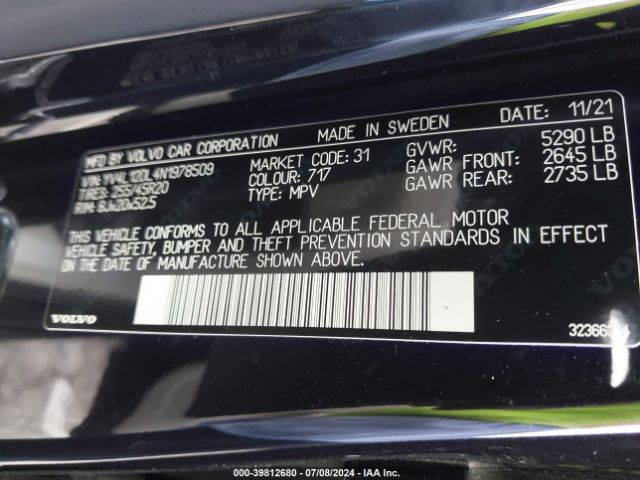 MFD BY VOLVO CAR CORPORATION MADE IN SWEDEN DATE: 11/21
VIN: YV4L12DL4N1978509 MARKET CODE: 31 GVWR: 5290 LB
TIRES: 255/45R20 COLOUR: 717 GAWR FRONT: 2645 LB
RIM: 8Jx20x52,5 TYPE: MPV GAWR REAR: 2735 LB
THIS VEHICLE CONFORMS TO ALL APPLICABLE FEDERAL MOTOR
VEHICLE SAFETY, BUMPER AND THEFT PREVENTION STANDARDS IN EFFECT
ON THE DATE OF MANUFACTURE SHOWN ABOVE.
VOLVO
000-39812680 - 07/08/2024 - IAA Inc.